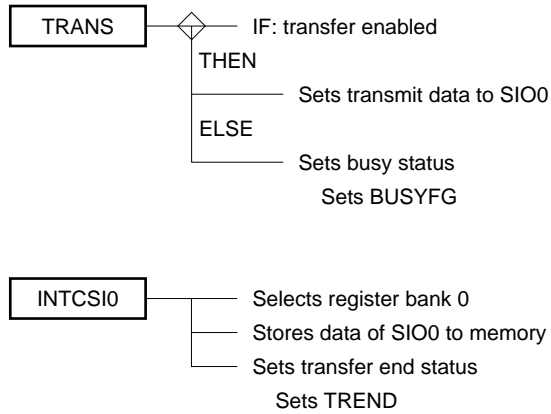 TRANS
IF: transfer enabled
THEN
Sets transmit data to SIO0
ELSE
Sets busy status
Sets BUSYFG
INTCSI0
Selects register bank 0
Stores data of SIO0 to memory
Sets transfer end status
Sets TREND